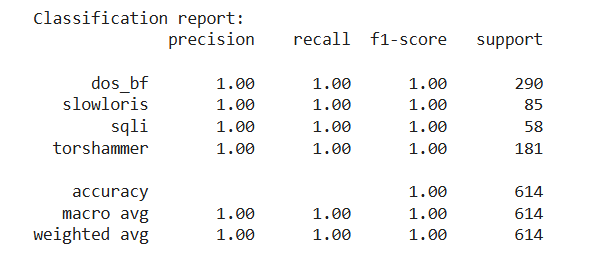 Classification report:
precision recall f1-score support
dos_bf 1.00 1.00 1.00 290
slowloris 1.00 1.00 1.00 85
sqli 1.00 1.00 1.00 58
torshammer 1.00 1.00 1.00 181
accuracy 1.00 614
macro avg 1.00 1.00 1.00 614
weighted avg 1.00 1.00 1.00 614